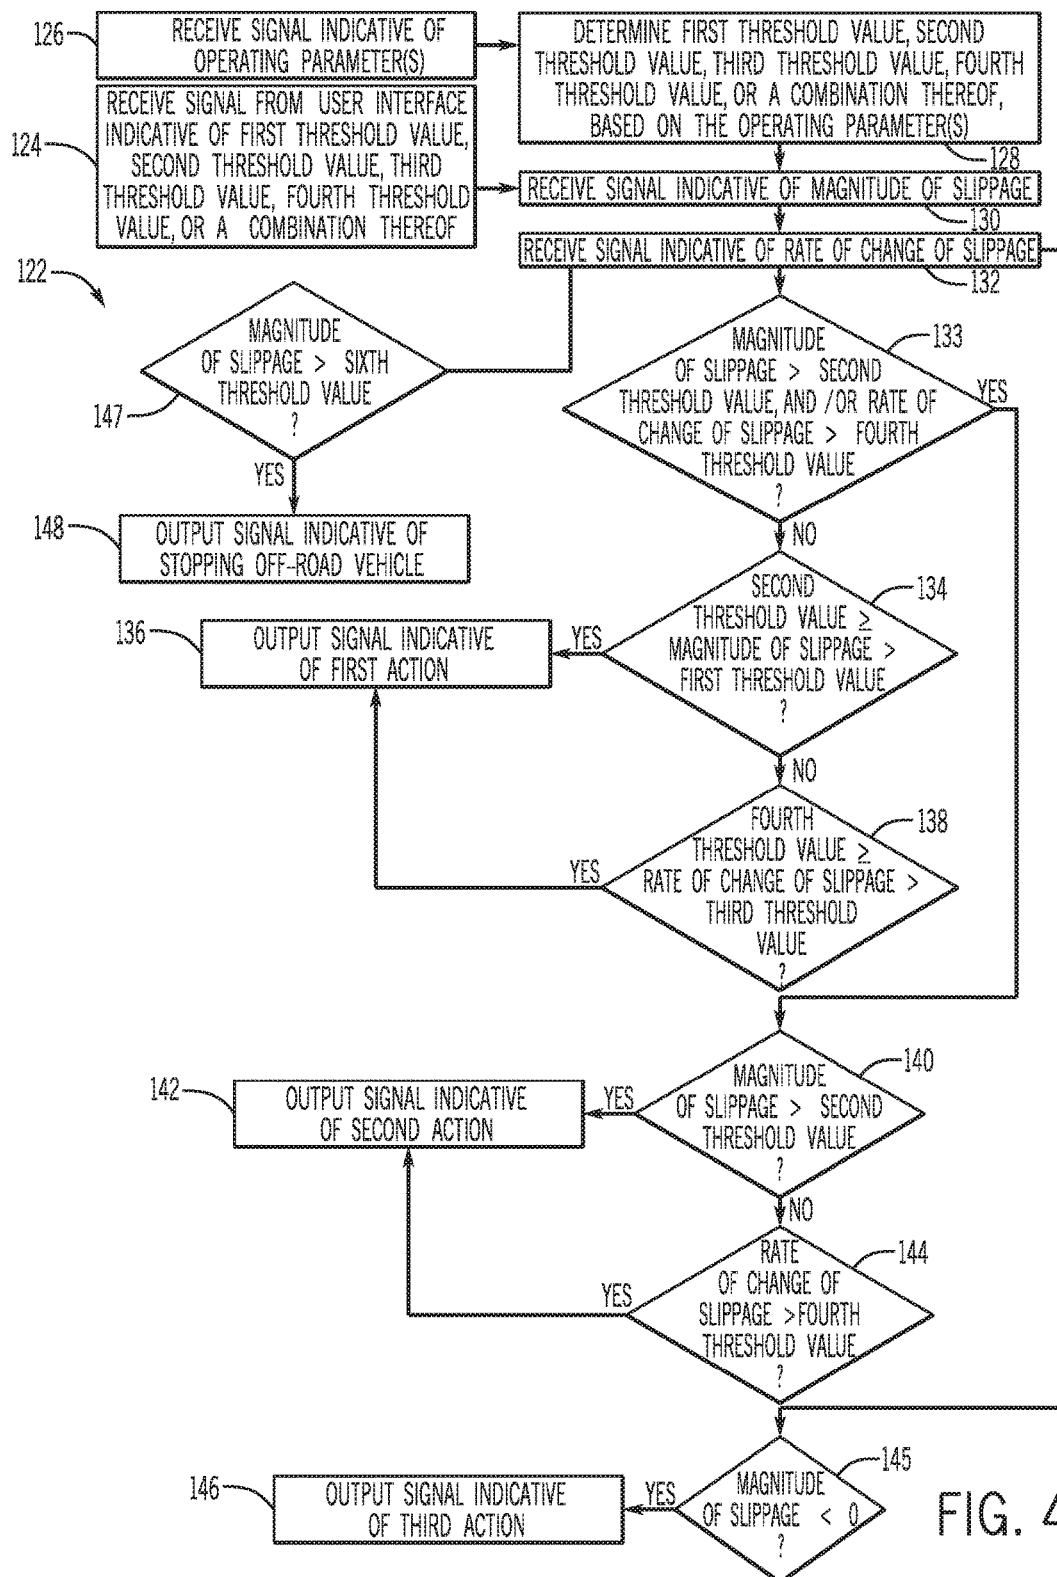 126
RECEIVE SIGNAL INDICATIVE OF
OPERATING PARAMETER(S)
DETERMINE FIRST THRESHOLD VALUE, SECOND
THRESHOLD VALUE, THIRD THRESHOLD VALUE, FOURTH
THRESHOLD VALUE, OR A COMBINATION THEREOF,
BASED ON THE OPERATING PARAMETER(S)
128
124
RECEIVE SIGNAL FROM USER INTERFACE
INDICATIVE OF FIRST THRESHOLD VALUE,
SECOND THRESHOLD VALUE, THIRD
THRESHOLD VALUE, FOURTH THRESHOLD
VALUE, OR A COMBINATION THEREOF
RECEIVE SIGNAL INDICATIVE OF MAGNITUDE OF SLIPPAGE
130
RECEIVE SIGNAL INDICATIVE OF RATE OF CHANGE OF SLIPPAGE
132
122
MAGNITUDE
OF SLIPPAGE > SIXTH
THRESHOLD VALUE
?
147
YES
148
OUTPUT SIGNAL INDICATIVE OF
STOPPING OFF-ROAD VEHICLE
133
MAGNITUDE
OF SLIPPAGE > SECOND
THRESHOLD VALUE, AND /OR RATE OF
CHANGE OF SLIPPAGE > FOURTH
THRESHOLD VALUE
?
YES
NO
134
SECOND
THRESHOLD VALUE ≥
MAGNITUDE OF SLIPPAGE >
FIRST THRESHOLD VALUE
?
YES
136
OUTPUT SIGNAL INDICATIVE
OF FIRST ACTION
NO
138
FOURTH
THRESHOLD VALUE ≥
RATE OF CHANGE OF SLIPPAGE >
THIRD THRESHOLD
VALUE
?
YES
140
MAGNITUDE
OF SLIPPAGE > SECOND
THRESHOLD VALUE
?
YES
142
OUTPUT SIGNAL INDICATIVE
OF SECOND ACTION
NO
144
RATE
OF CHANGE OF
SLIPPAGE >FOURTH
THRESHOLD VALUE
?
YES
145
MAGNITUDE
OF SLIPPAGE < 0
?
YES
146
OUTPUT SIGNAL INDICATIVE
OF THIRD ACTION
FIG. 4